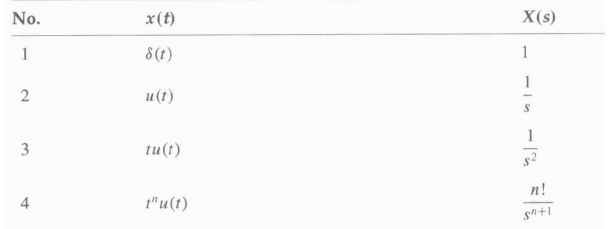 No. x(t) X(s)
1 δ(t) 1
2 u(t) 1/s
3 tu(t) 1/s²
4 tⁿu(t) n!/sⁿ⁺¹